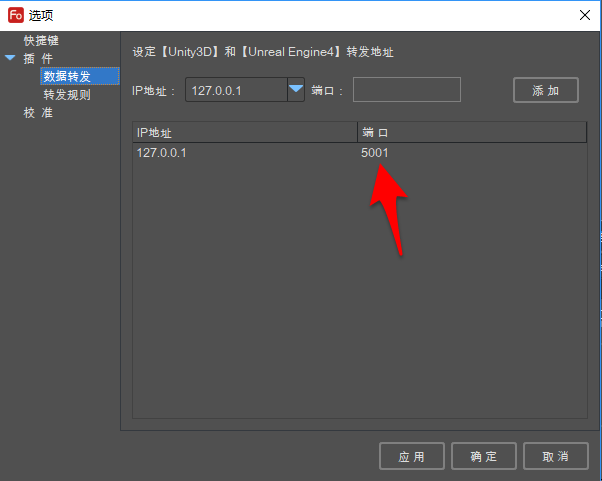 Fo 选项
快捷键
插 件
数据转发
转发规则
校 准
设定【Unity3D】和【Unreal Engine4】转发地址
IP地址： 127.0.0.1 端口： 添 加
IP地址 端 口
127.0.0.1 5001
应 用 确 定 取 消